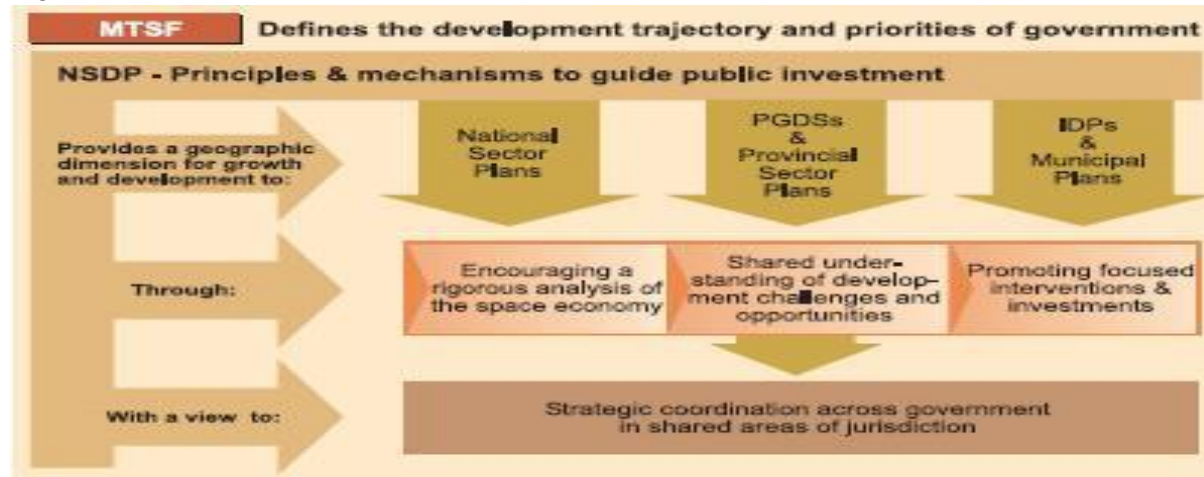 MTSF Defines the development trajectory and priorities of government
NSDP - Principles & mechanisms to guide public investment
Provides a geographic
dimension for growth
and development to:
National
Sector
Plans
PGDSs
&
Provincial
Sector
Plans
IDPs
&
Municipal
Plans
Through:
Encouraging a
rigorous analysis of
the space economy
Shared under-
standing of develop-
ment challenges and
opportunities
Promoting focused
interventions &
investments
With a view to:
Strategic coordination across government
in shared areas of jurisdiction